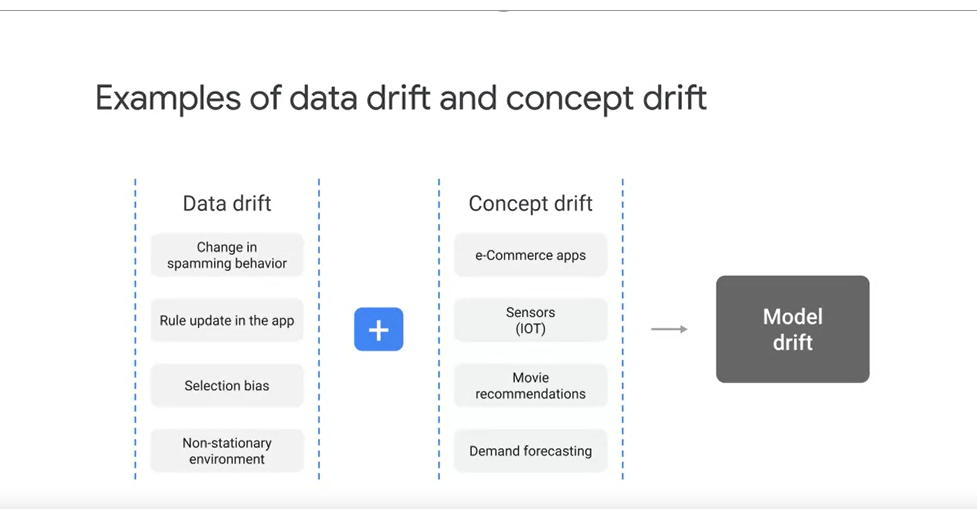 Examples of data drift and concept drift
Data drift
Change in
spamming behavior
Rule update in the app
Selection bias
Non-stationary
environment
+
Concept drift
e-Commerce apps
Sensors
(IOT)
Movie
recommendations
Demand forecasting
Model
drift